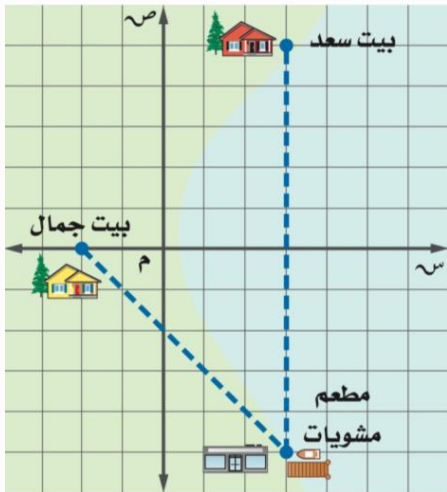 ص
بيت سعد
بيت جمال
م
س
مطعم
مشويات